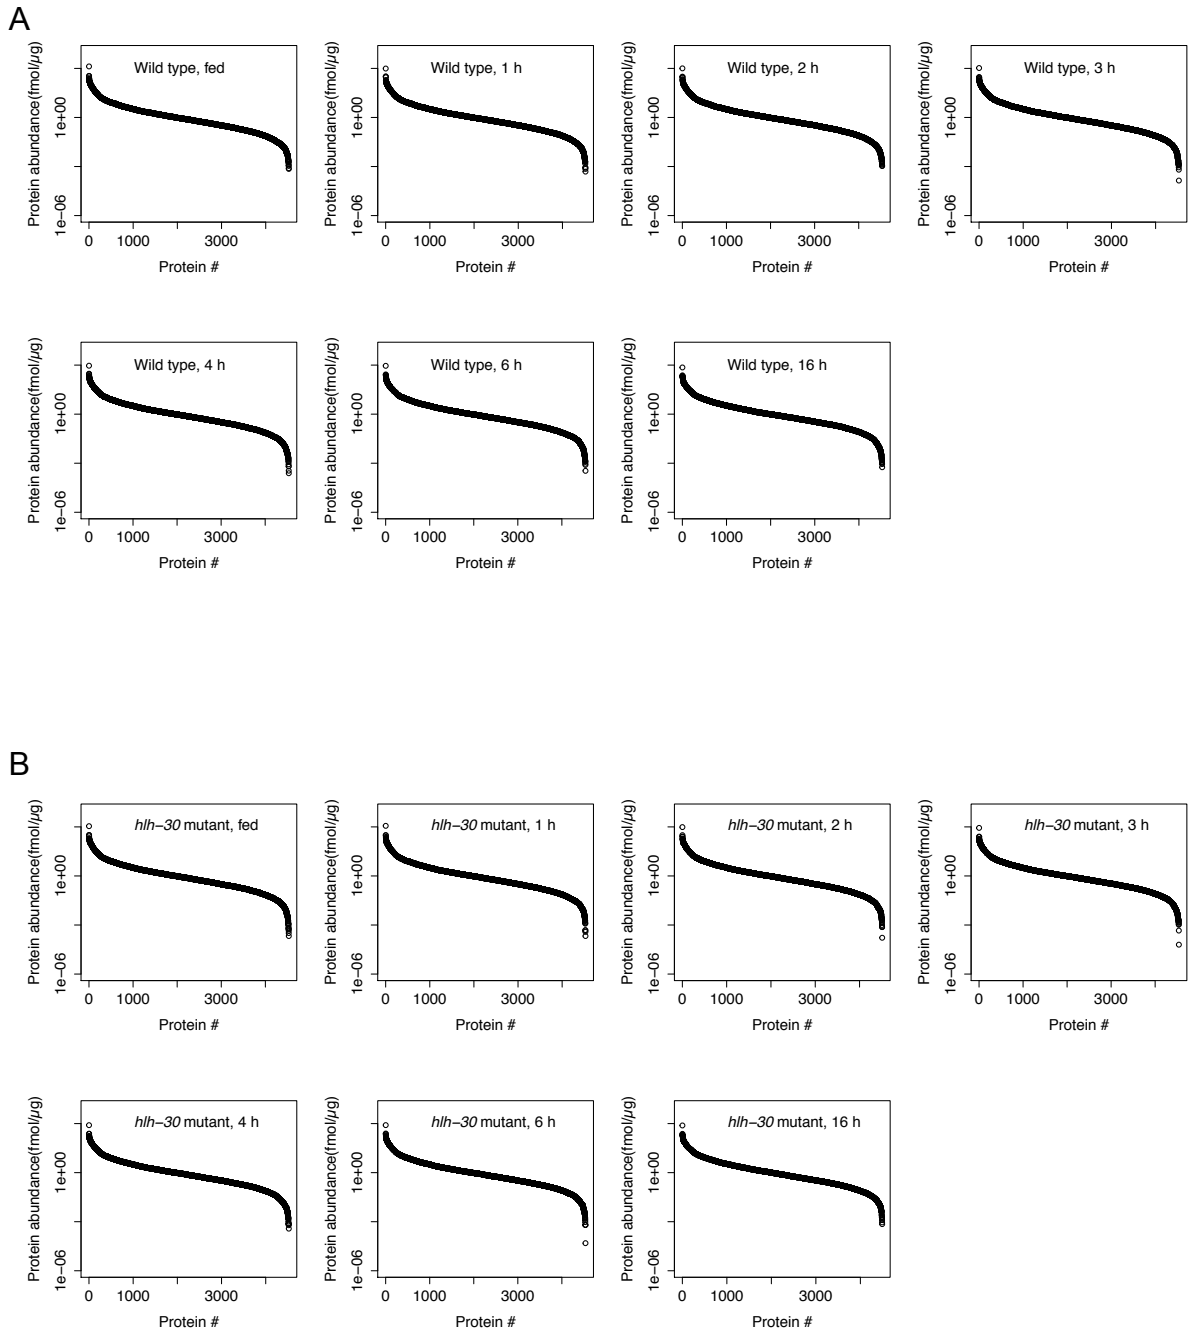 A
Wild type, fed
Protein abundance(fmol/µg)
1e+00
1e−06
0 1000 3000
Protein #
Wild type, 1 h
Protein abundance(fmol/µg)
1e+00
1e−06
0 1000 3000
Protein #
Wild type, 2 h
Protein abundance(fmol/µg)
1e+00
1e−06
0 1000 3000
Protein #
Wild type, 3 h
Protein abundance(fmol/µg)
1e+00
1e−06
0 1000 3000
Protein #
Wild type, 4 h
Protein abundance(fmol/µg)
1e+00
1e−06
0 1000 3000
Protein #
Wild type, 6 h
Protein abundance(fmol/µg)
1e+00
1e−06
0 1000 3000
Protein #
Wild type, 16 h
Protein abundance(fmol/µg)
1e+00
1e−06
0 1000 3000
Protein #
B
hlh−30 mutant, fed
Protein abundance(fmol/µg)
1e+00
1e−06
0 1000 3000
Protein #
hlh−30 mutant, 1 h
Protein abundance(fmol/µg)
1e+00
1e−06
0 1000 3000
Protein #
hlh−30 mutant, 2 h
Protein abundance(fmol/µg)
1e+00
1e−06
0 1000 3000
Protein #
hlh−30 mutant, 3 h
Protein abundance(fmol/µg)
1e+00
1e−06
0 1000 3000
Protein #
hlh−30 mutant, 4 h
Protein abundance(fmol/µg)
1e+00
1e−06
0 1000 3000
Protein #
hlh−30 mutant, 6 h
Protein abundance(fmol/µg)
1e+00
1e−06
0 1000 3000
Protein #
hlh−30 mutant, 16 h
Protein abundance(fmol/µg)
1e+00
1e−06
0 1000 3000
Protein #